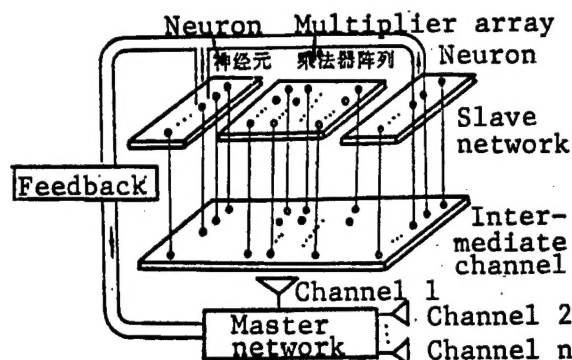 Neuron Multiplier array
神经元 乘法器阵列 Neuron
Slave
network
Feedback
Inter-
mediate
channel
Channel 1
Master
network
Channel 2
Channel n